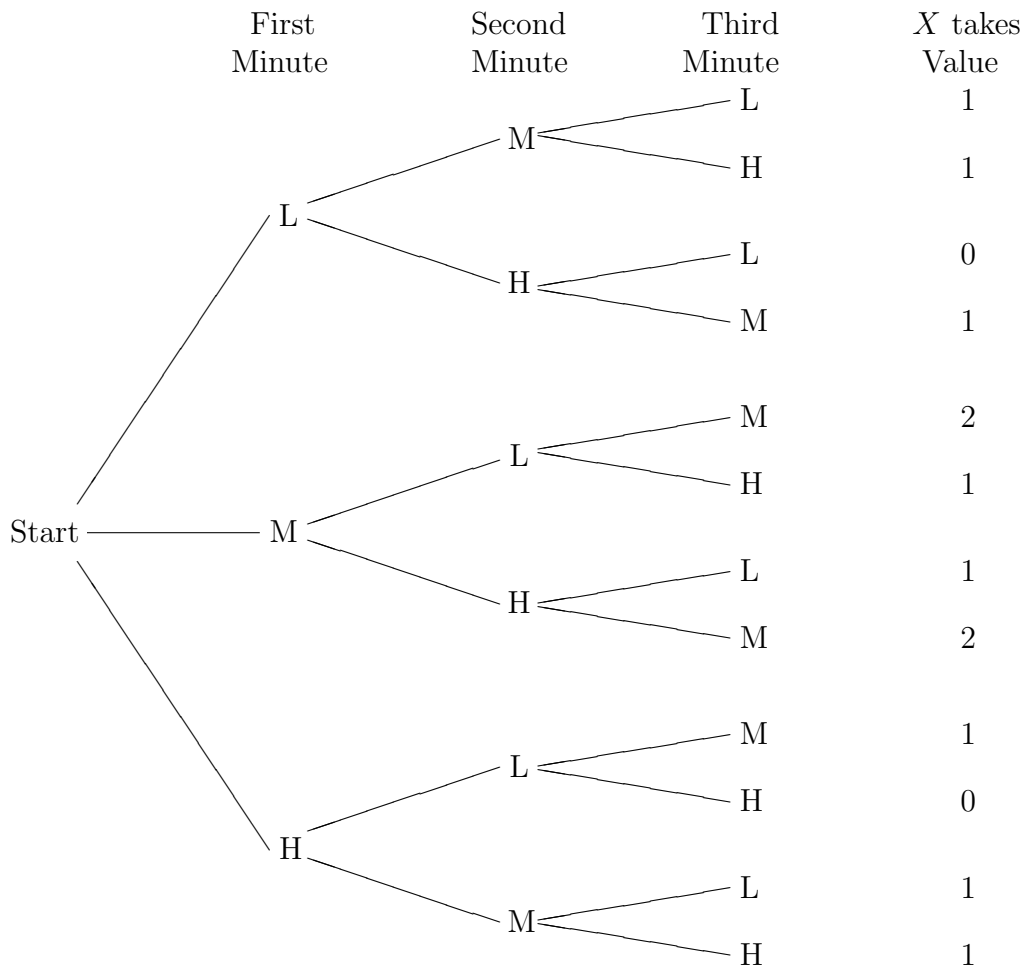 First Second Third X takes
Minute Minute Minute Value
L 1
M
H 1
L
L 0
H
M 1
M 2
L
H 1
Start M
L 1
H
M 2
M 1
L
H 0
H
L 1
M
H 1